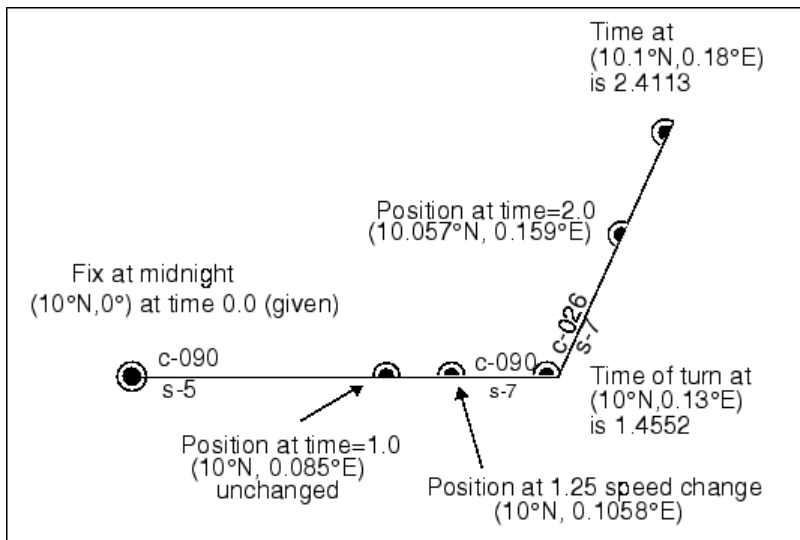 Time at
(10.1°N,0.18°E)
is 2.4113
Position at time=2.0
(10.057°N, 0.159°E)
Fix at midnight
(10°N,0°) at time 0.0 (given)
c-026
s-7
c-090
s-5
c-090
s-7
Time of turn at
(10°N,0.13°E)
is 1.4552
Position at time=1.0
(10°N, 0.085°E)
unchanged
Position at 1.25 speed change
(10°N, 0.1058°E)